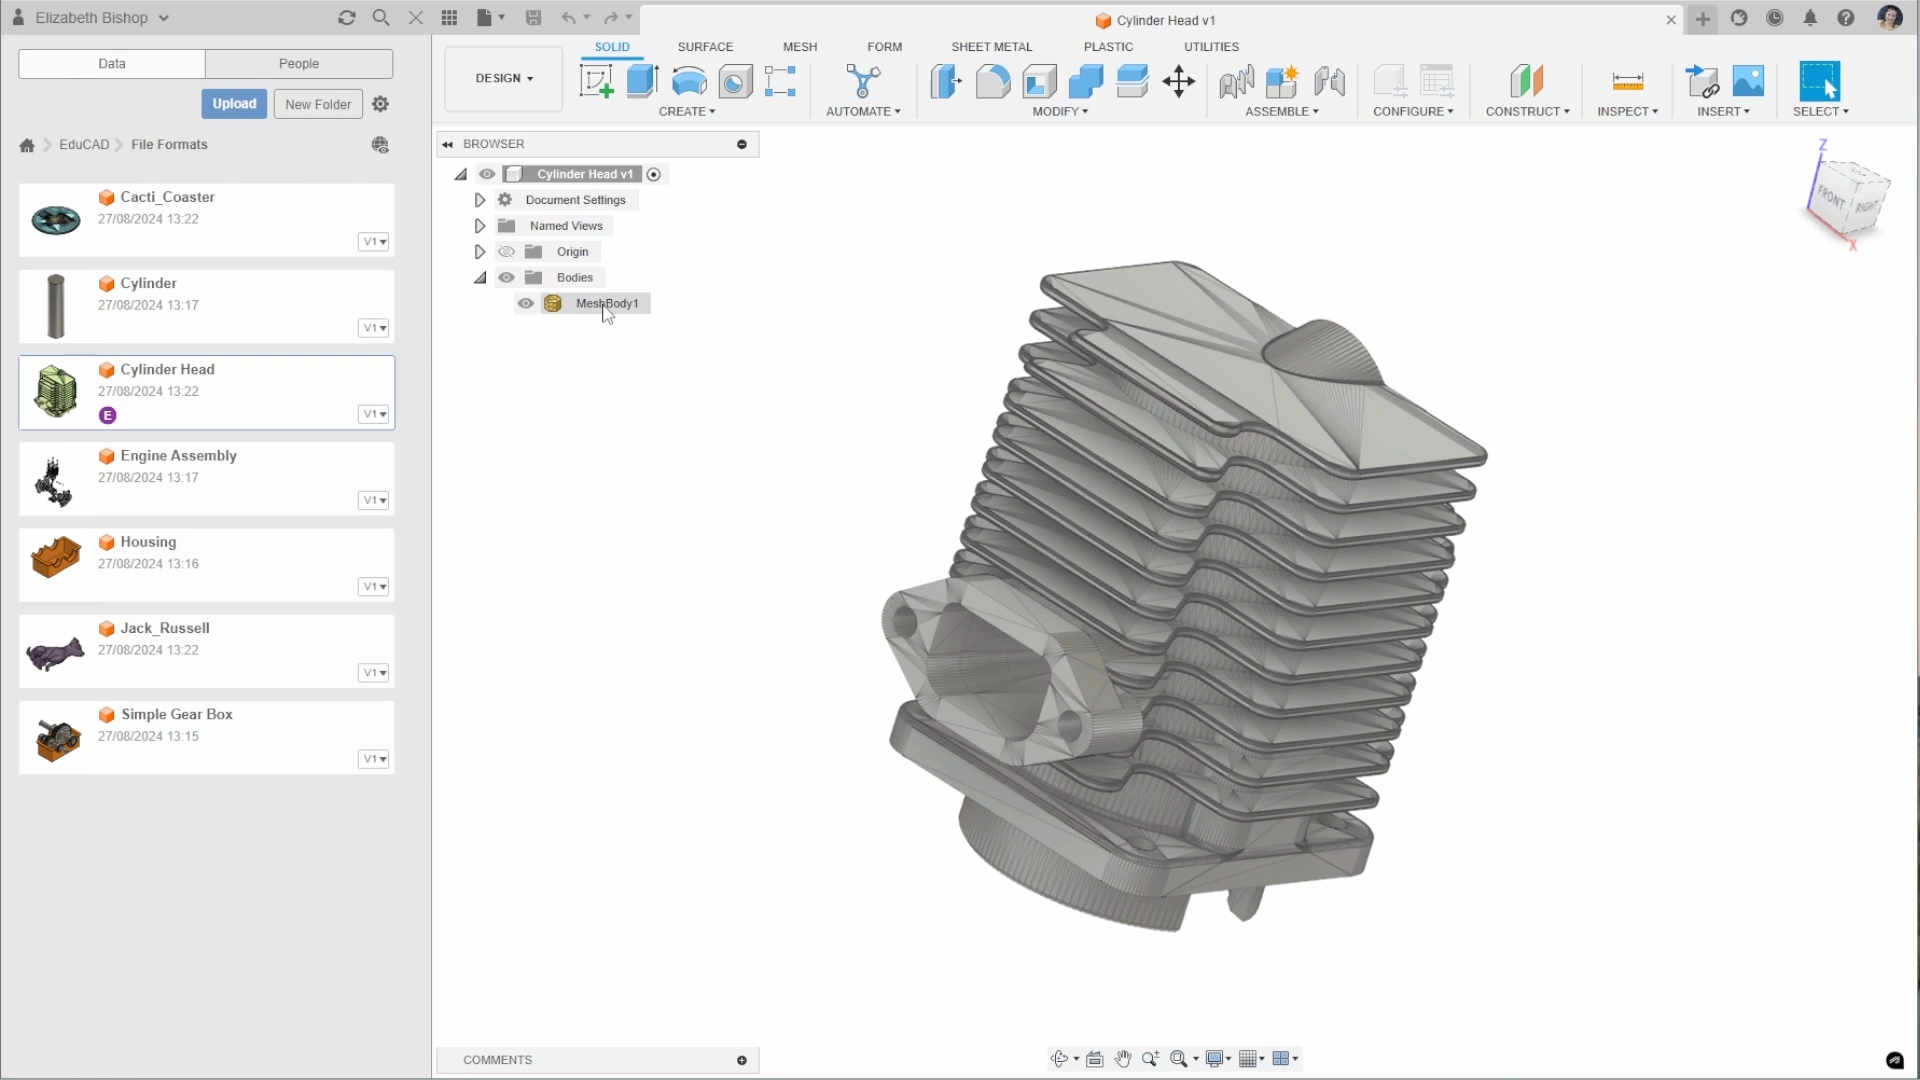 Elizabeth Bishop
Cylinder Head v1
Data
People
Upload
New Folder
EduCAD
File Formats
Cacti_Coaster
27/08/2024 13:22
V1
Cylinder
27/08/2024 13:17
V1
Cylinder Head
27/08/2024 13:22
E
V1
Engine Assembly
27/08/2024 13:17
V1
Housing
27/08/2024 13:16
V1
Jack_Russell
27/08/2024 13:22
V1
Simple Gear Box
27/08/2024 13:15
V1
DESIGN
SOLID
SURFACE
MESH
FORM
SHEET METAL
PLASTIC
UTILITIES
CREATE
AUTOMATE
MODIFY
ASSEMBLE
CONFIGURE
CONSTRUCT
INSPECT
INSERT
SELECT
BROWSER
Cylinder Head v1
Document Settings
Named Views
Origin
Bodies
MeshBody1
Z
FRONT
RIGHT
X
COMMENTS